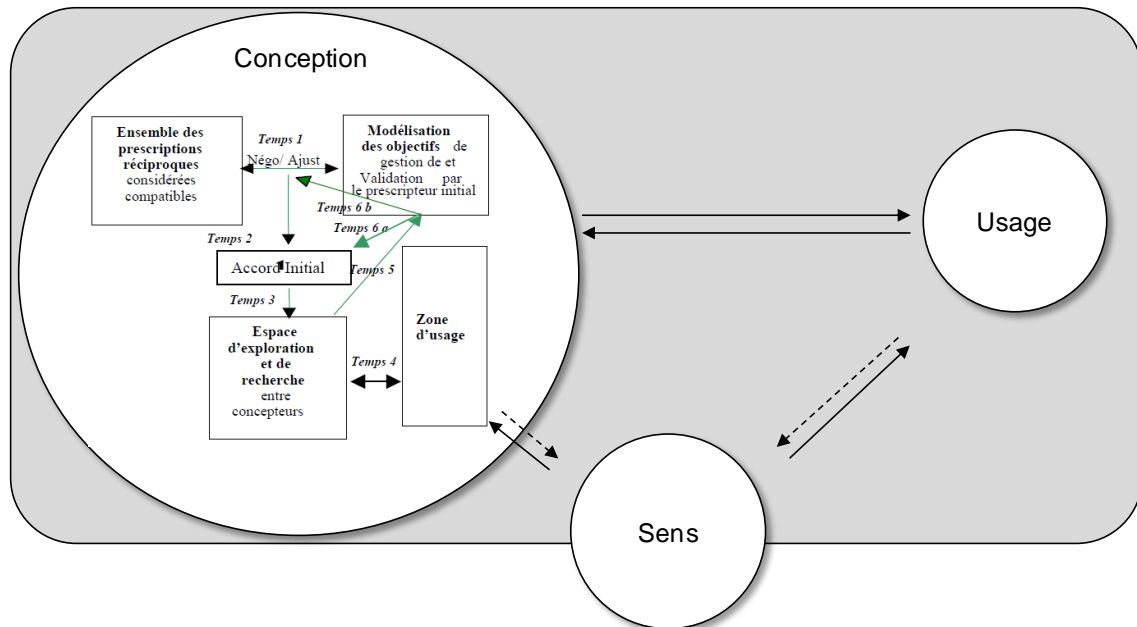 Conception
Ensemble des
prescriptions
réciproques
considérées
compatibles
Temps 1
Négo/ Ajust
Modélisation
des objectifs de
gestion de et
Validation par
le prescripteur initial
Temps 6 b
Temps 6 a
Temps 2
Accord Initial
Temps 5
Temps 3
Espace
d'exploration
et de
recherche
entre
concepteurs
Temps 4
Zone
d'usage
Usage
Sens